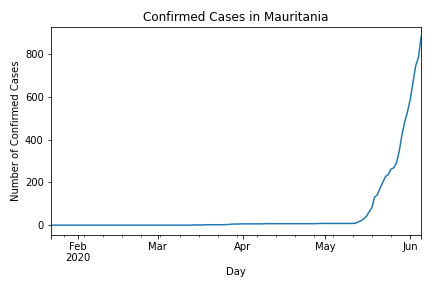 Confirmed Cases in Mauritania
Number of Confirmed Cases
800
600
400
200
0
Feb
2020
Mar
Apr
May
Jun
Day